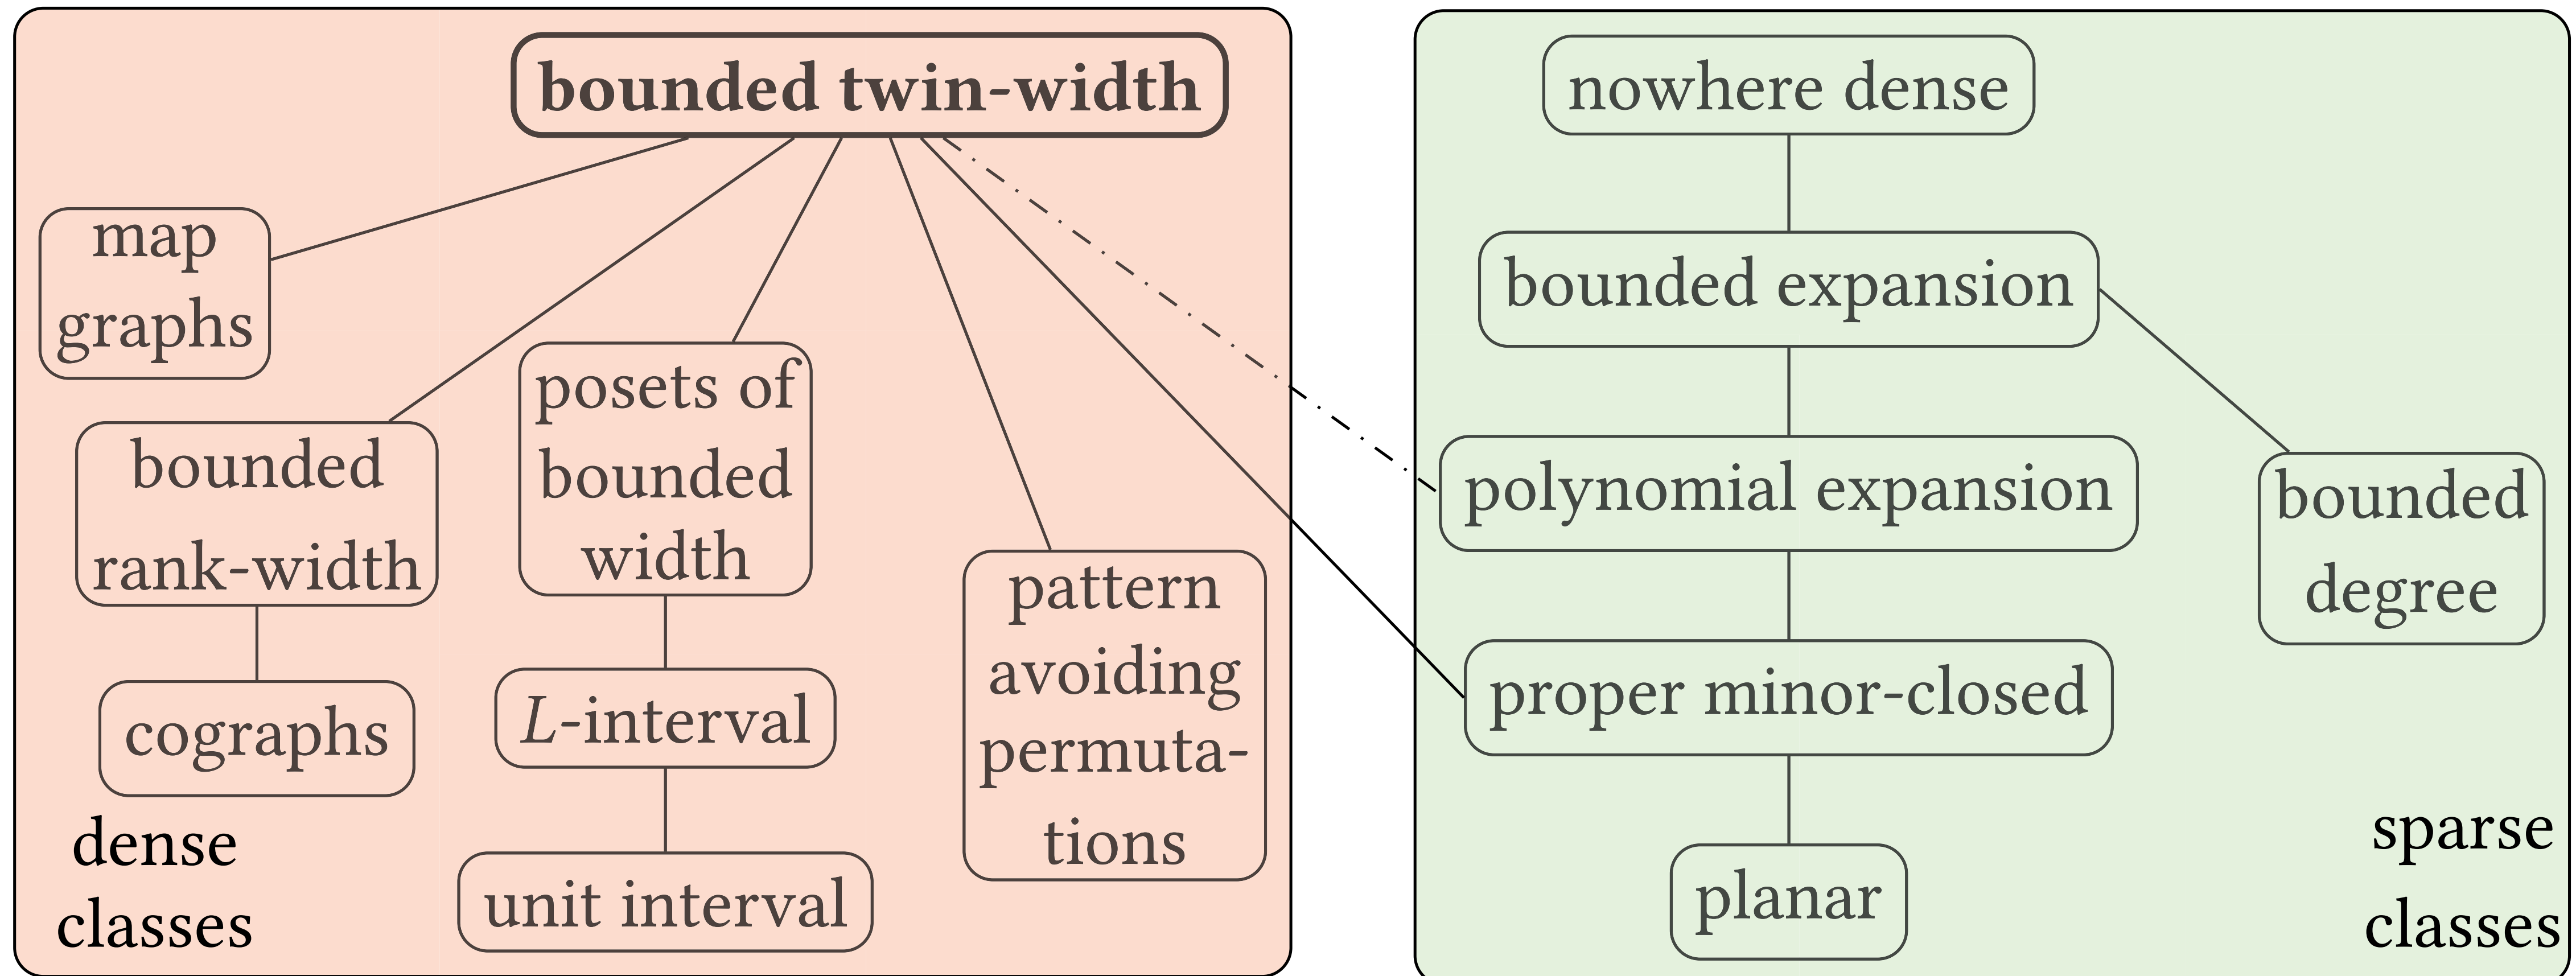 bounded twin-width
map
graphs
bounded
rank-width
cographs
posets of
bounded
width
L-interval
unit interval
pattern
avoiding
permuta-
tions
dense
classes
nowhere dense
bounded expansion
polynomial expansion
bounded
degree
proper minor-closed
planar
sparse
classes